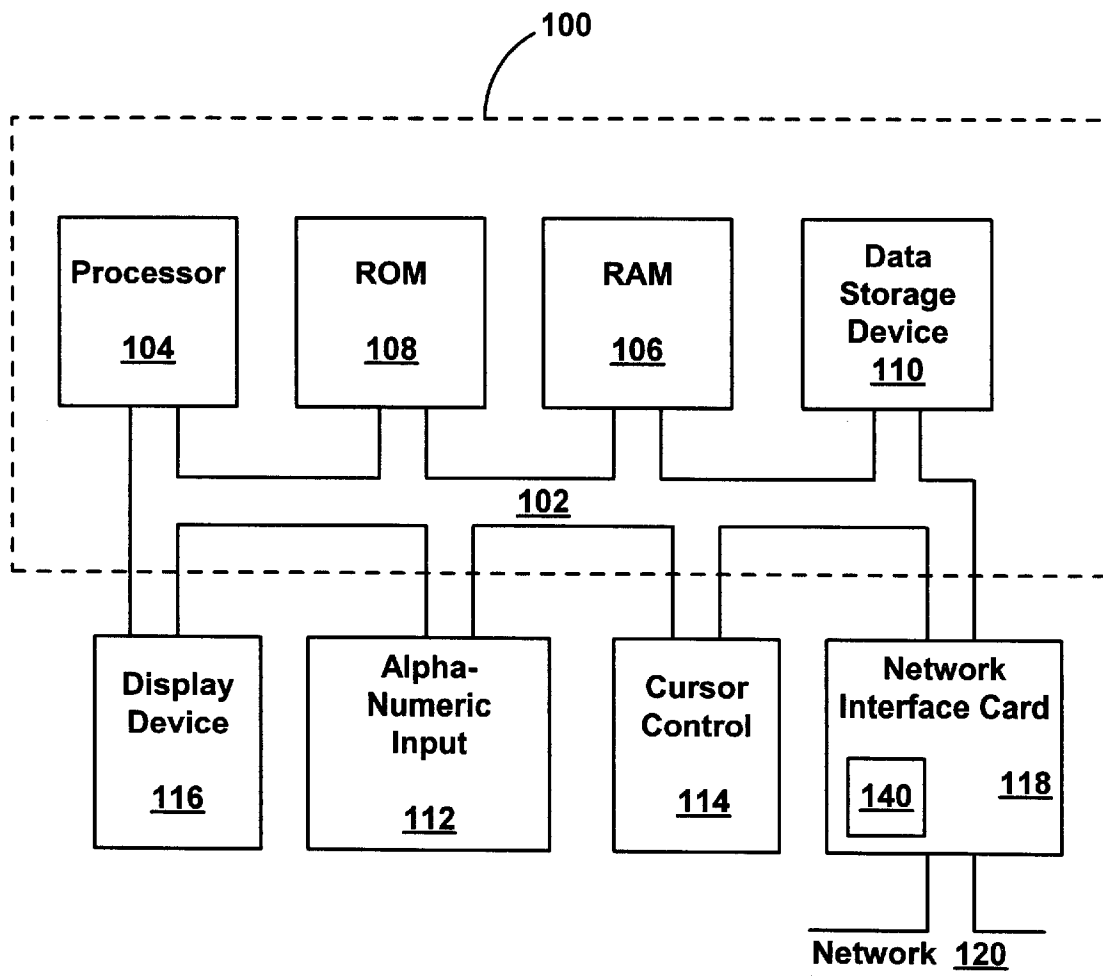 100
Processor
104
ROM
108
RAM
106
Data
Storage
Device
110
102
Display
Device
116
Alpha-
Numeric
Input
112
Cursor
Control
114
Network
Interface Card
140
118
Network 120